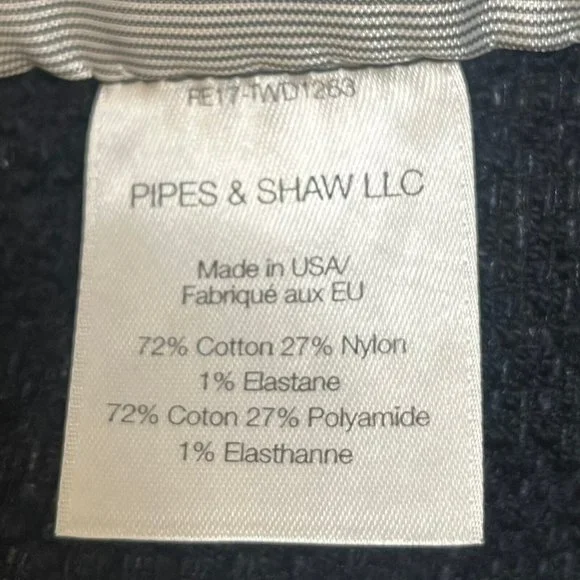 RE17-TWD1263
PIPES & SHAW LLC
Made in USA/
Fabriqué aux EU
72% Cotton 27% Nylon
1% Elastane
72% Coton 27% Polyamide
1% Elasthanne